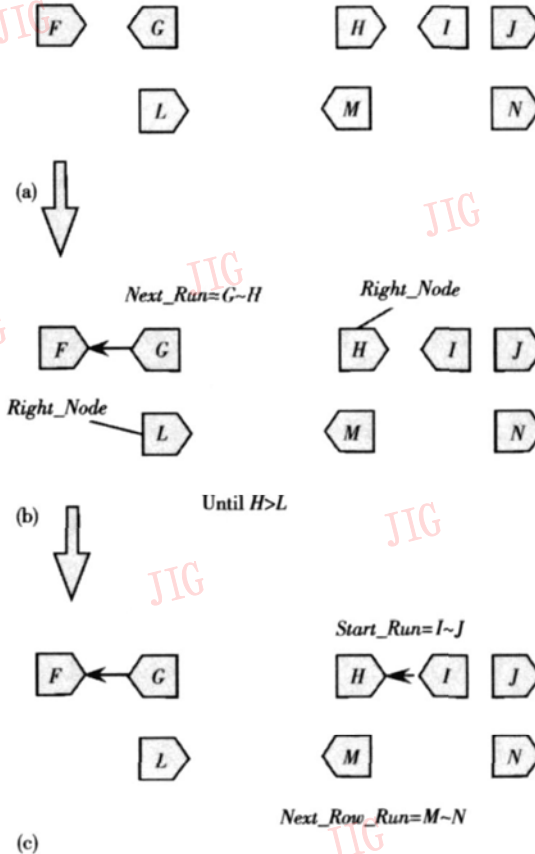 JIG
F G H I J
L M N
(a)
JIG
JIG
Next_Run=G~H
Right_Node
F G H I J
Right_Node
L M N
(b)
Until H>L
JIG
JIG
Start_Run=I~J
F G H I J
L M N
Next_Row_Run=M~N
JIG
(c)